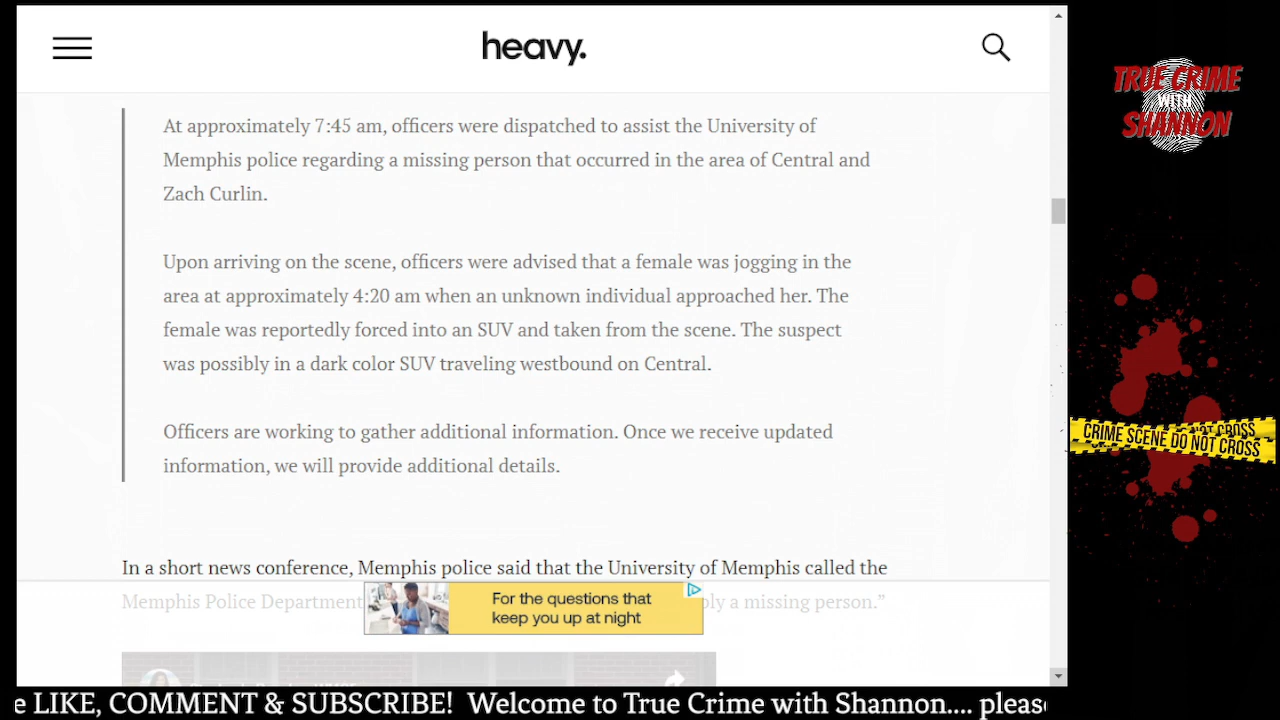 heavy.
TRUE CRIME
WITH
SHANNON
At approximately 7:45 am, officers were dispatched to assist the University of
Memphis police regarding a missing person that occurred in the area of Central and
Zach Curlin.
Upon arriving on the scene, officers were advised that a female was jogging in the
area at approximately 4:20 am when an unknown individual approached her. The
female was reportedly forced into an SUV and taken from the scene. The suspect
was possibly in a dark color SUV traveling westbound on Central.
Officers are working to gather additional information. Once we receive updated
information, we will provide additional details.
NOT CROSS
CRIME SCENE DO NOT CROSS
In a short news conference, Memphis police said that the University of Memphis called the
Memphis Police Department ply a missing person.”
For the questions that
keep you up at night
e LIKE, COMMENT & SUBSCRIBE! Welcome to True Crime with Shannon.... please